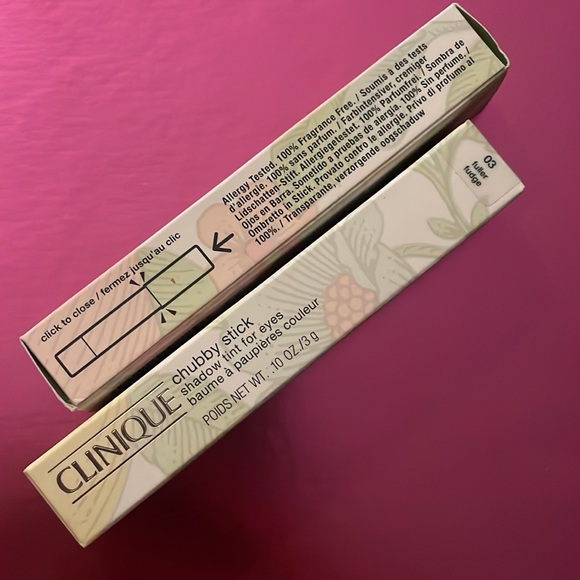 click to close / fermez jusqu'au clic
Allergy Tested. 100% Fragrance Free. / Soumis à des tests
d'allergie. 100% sans parfum. / Farbintensiver, cremiger
Lidschatten-Stift. Allergiegetestet. 100% Parfumfrei. / Sombra de
Ojos en Barra. Sometido a pruebas de alergia. 100% Sin perfume. /
Ombretto in Stick. Provato contro le allergie. Privo di profumo al
100%. / Transparante, verzorgende oogschaduw
03
fuller
fudge
CLINIQUE
chubby stick
shadow tint for eyes
baume à paupières couleur
POIDS NET WT. .10 OZ./3 g